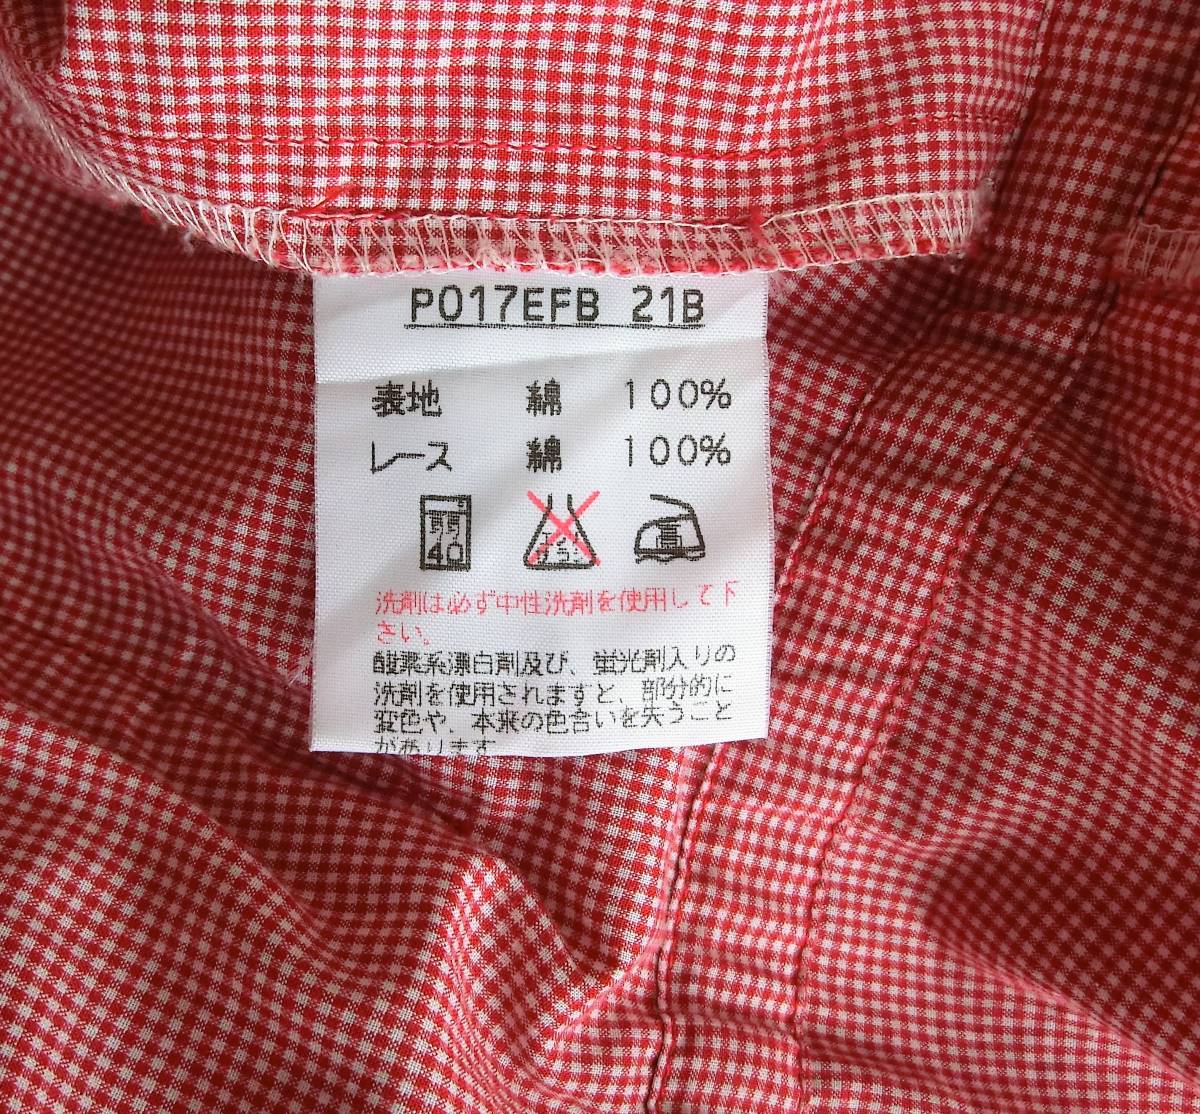 P017EFB 21B
表地 綿 100%
レース 綿 100%
弱 40 エンソサラシ 高
洗剤は必ず中性洗剤を使用して下
さい。
酸素系漂白剤及び、蛍光剤入りの
洗剤を使用されますと、部分的に
変色や、本来の色合いを失うこと
があります